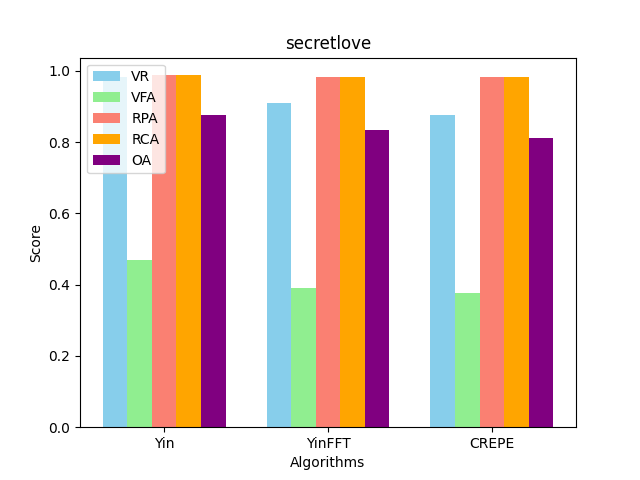 secretlove
VR
VFA
RPA
RCA
OA
1.0
0.8
0.6
0.4
0.2
0.0
Score
Yin
YinFFT
CREPE
Algorithms